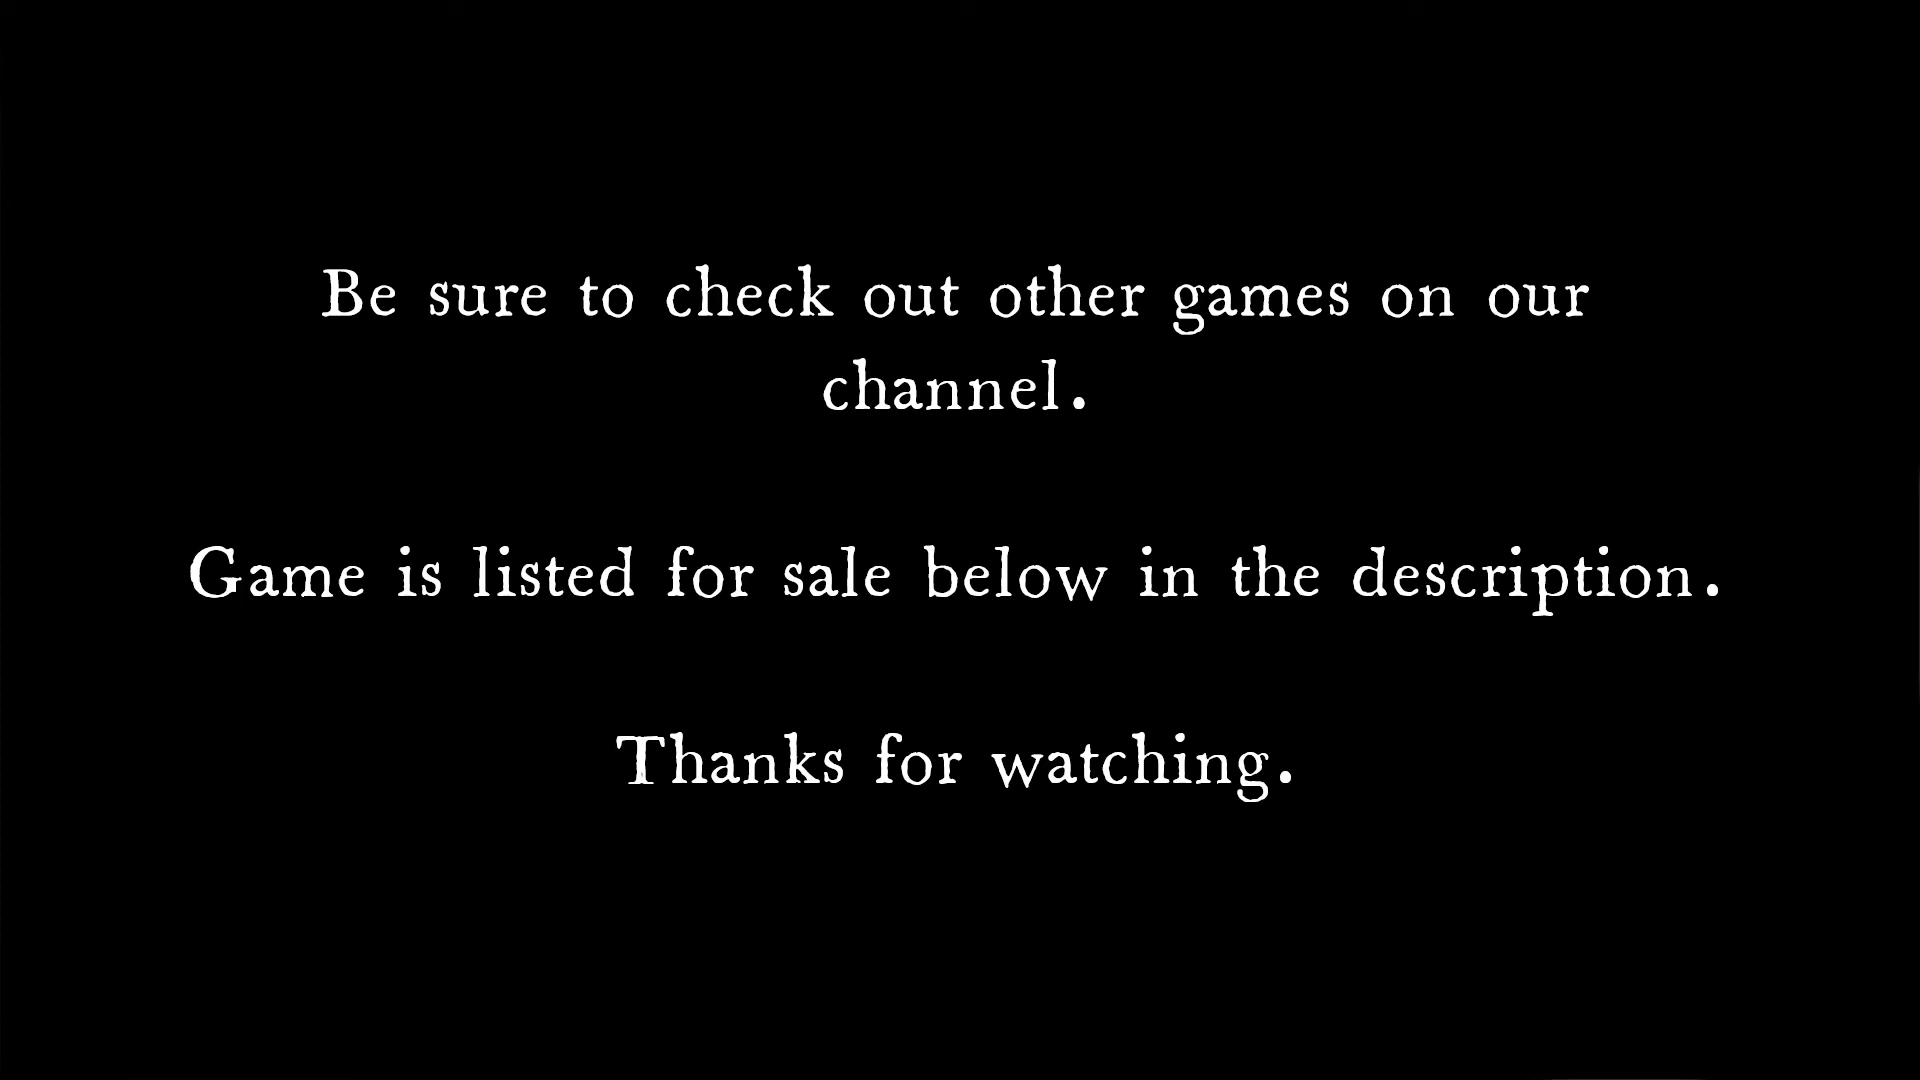 Be sure to check out other games on our
channel.
Game is listed for sale below in the description.
Thanks for watching.